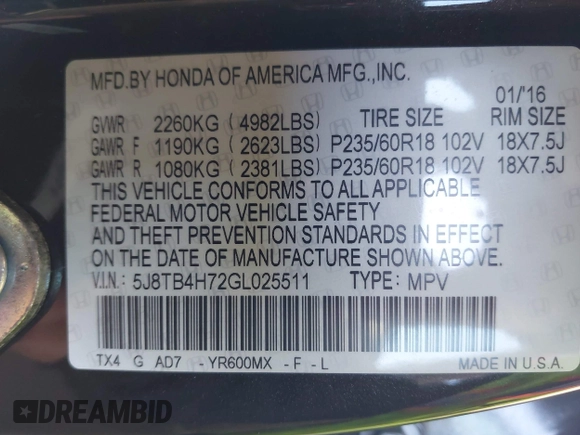 MFD.BY HONDA OF AMERICA MFG.,INC.
01/'16
GVWR 2260KG (4982LBS) TIRE SIZE RIM SIZE
GAWR F 1190KG (2623LBS) P235/60R18 102V 18X7.5J
GAWR R 1080KG (2381LBS) P235/60R18 102V 18X7.5J
THIS VEHICLE CONFORMS TO ALL APPLICABLE
FEDERAL MOTOR VEHICLE SAFETY
AND THEFT PREVENTION STANDARDS IN EFFECT
ON THE DATE OF MANUFACTURE SHOWN ABOVE.
V.I.N.: 5J8TB4H72GL025511 TYPE: MPV
TX4 G AD7 -YR600MX -F -L MADE IN U.S.A.
DREAMBID